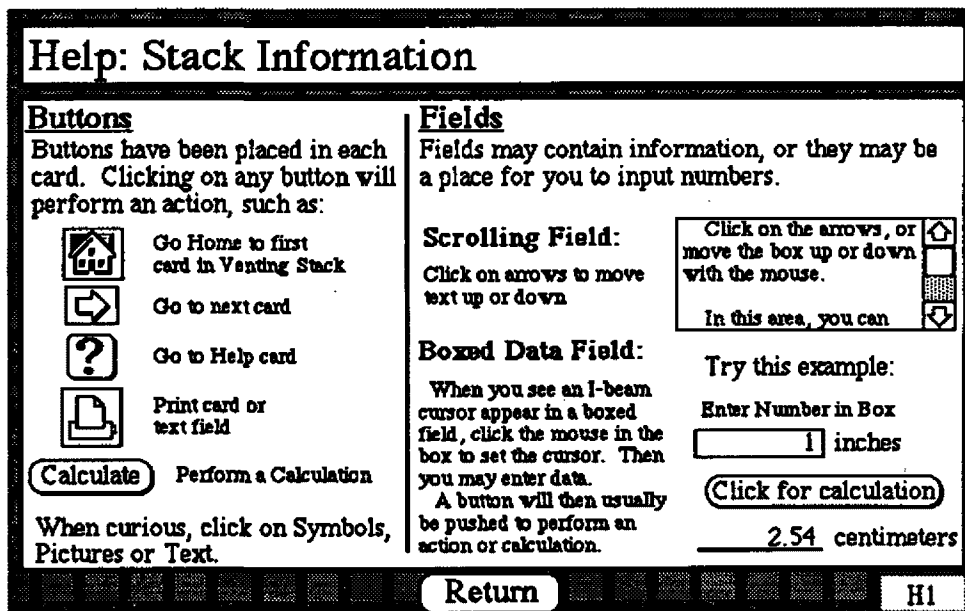 Help: Stack Information
Buttons
Buttons have been placed in each
card. Clicking on any button will
perform an action, such as:
Go Home to first
card in Venting Stack
Go to next card
?
Go to Help card
Print card or
text field
Calculate
Perform a Calculation
When curious, click on Symbols,
Pictures or Text.
Fields
Fields may contain information, or they may be
a place for you to input numbers.
Scrolling Field:
Click on arrows to move
text up or down
Click on the arrows, or
move the box up or down
with the mouse.
In this area, you can
Boxed Data Field:
When you see an I-beam
cursor appear in a boxed
field, click the mouse in the
box to set the cursor. Then
you may enter data.
A button will then usually
be pushed to perform an
action or calculation.
Try this example:
Enter Number in Box
1 inches
Click for calculation
2.54 centimeters
Return
H1